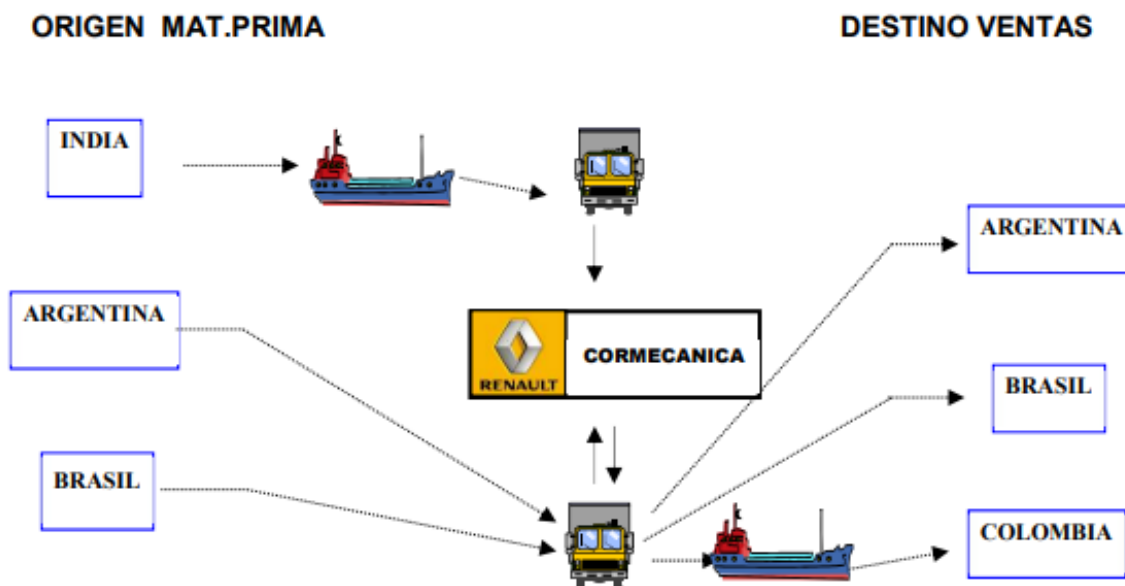 ORIGEN MAT.PRIMA
DESTINO VENTAS
INDIA
ARGENTINA
ARGENTINA
RENAULT
CORMECANICA
BRASIL
BRASIL
COLOMBIA